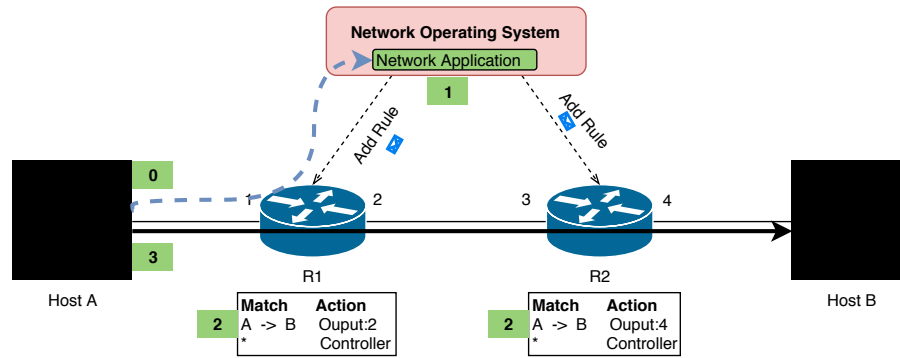 Network Operating System
Network Application
1
Add Rule
Add Rule
0
1
2
3
4
3
R1
R2
Host A
Host B
Match Action
2 A -> B Ouput:2
* Controller
Match Action
2 A -> B Ouput:4
* Controller